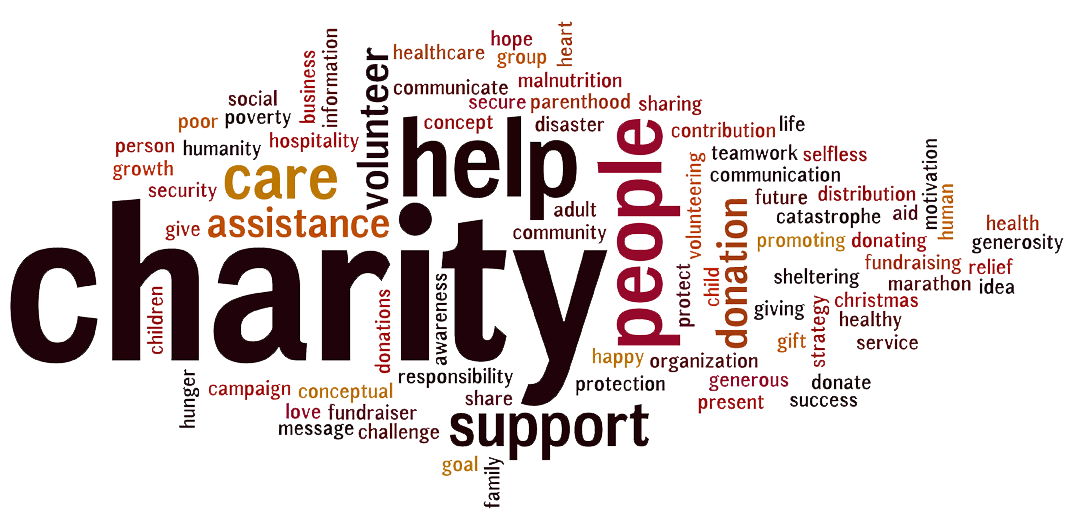 hope
heart
healthcare
group
business
information
volunteer
communicate
malnutrition
social
secure
parenthood
sharing
poor
poverty
concept
disaster
contribution
life
person
humanity
hospitality
help
people
teamwork
selfless
growth
care
volunteering
communication
motivation
security
future
distribution
human
adult
catastrophe
aid
give
assistance
community
donation
health
promoting
donating
generosity
charity
protect
child
fundraising
relief
sheltering
marathon
idea
children
donations
awareness
giving
strategy
christmas
healthy
gift
service
happy
organization
hunger
campaign
conceptual
responsibility
protection
generous
donate
share
present
success
love
fundraiser
message
challenge
support
goal
family